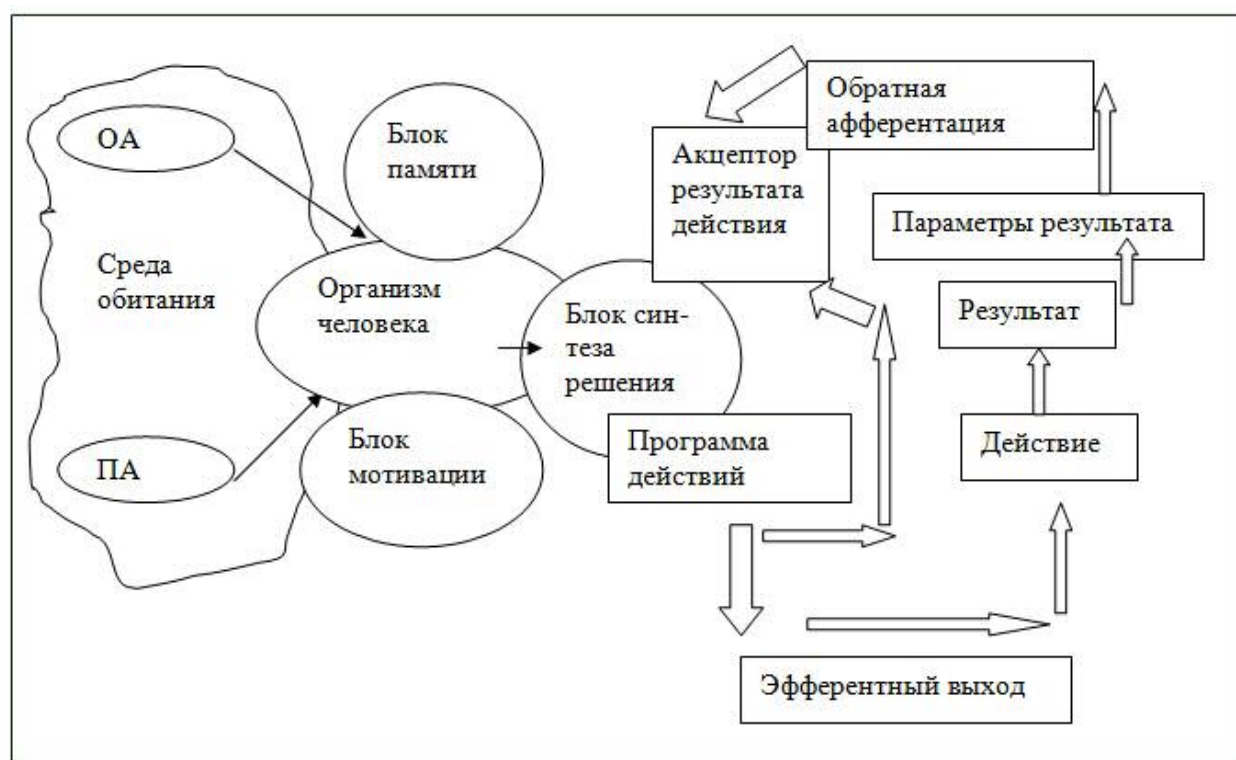 ОА
Среда
обитания
ПА
Блок
памяти
Организм
человека
Блок
мотивации
Блок син-
теза
решения
Программа
действий
Акцептор
результата
действия
Обратная
афферентация
Параметры результата
Результат
Действие
Эфферентный выход